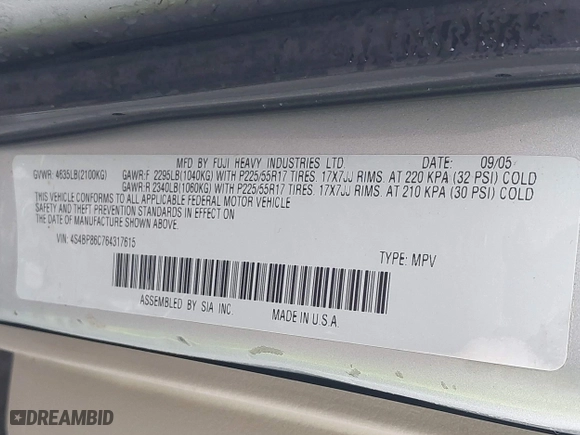 MFD BY FUJI HEAVY INDUSTRIES LTD. DATE: 09/05
GVWR: 4635LB(2100KG) GAWR:F 2295LB(1040KG) WITH P225/55R17 TIRES. 17X7JJ RIMS. AT 220 KPA (32 PSI) COLD
GAWR:R 2340LB(1060KG) WITH P225/55R17 TIRES. 17X7JJ RIMS. AT 210 KPA (30 PSI) COLD
THIS VEHICLE CONFORMS TO ALL APPLICABLE FEDERAL MOTOR VEHICLE
SAFETY AND THEFT PREVENTION STANDARDS IN EFFECT ON
THE DATE OF MANUFACTURE SHOWN ABOVE.
VIN: 4S4BP86C764317615 TYPE: MPV
ASSEMBLED BY SIA INC. MADE IN U.S.A.
DREAMBID